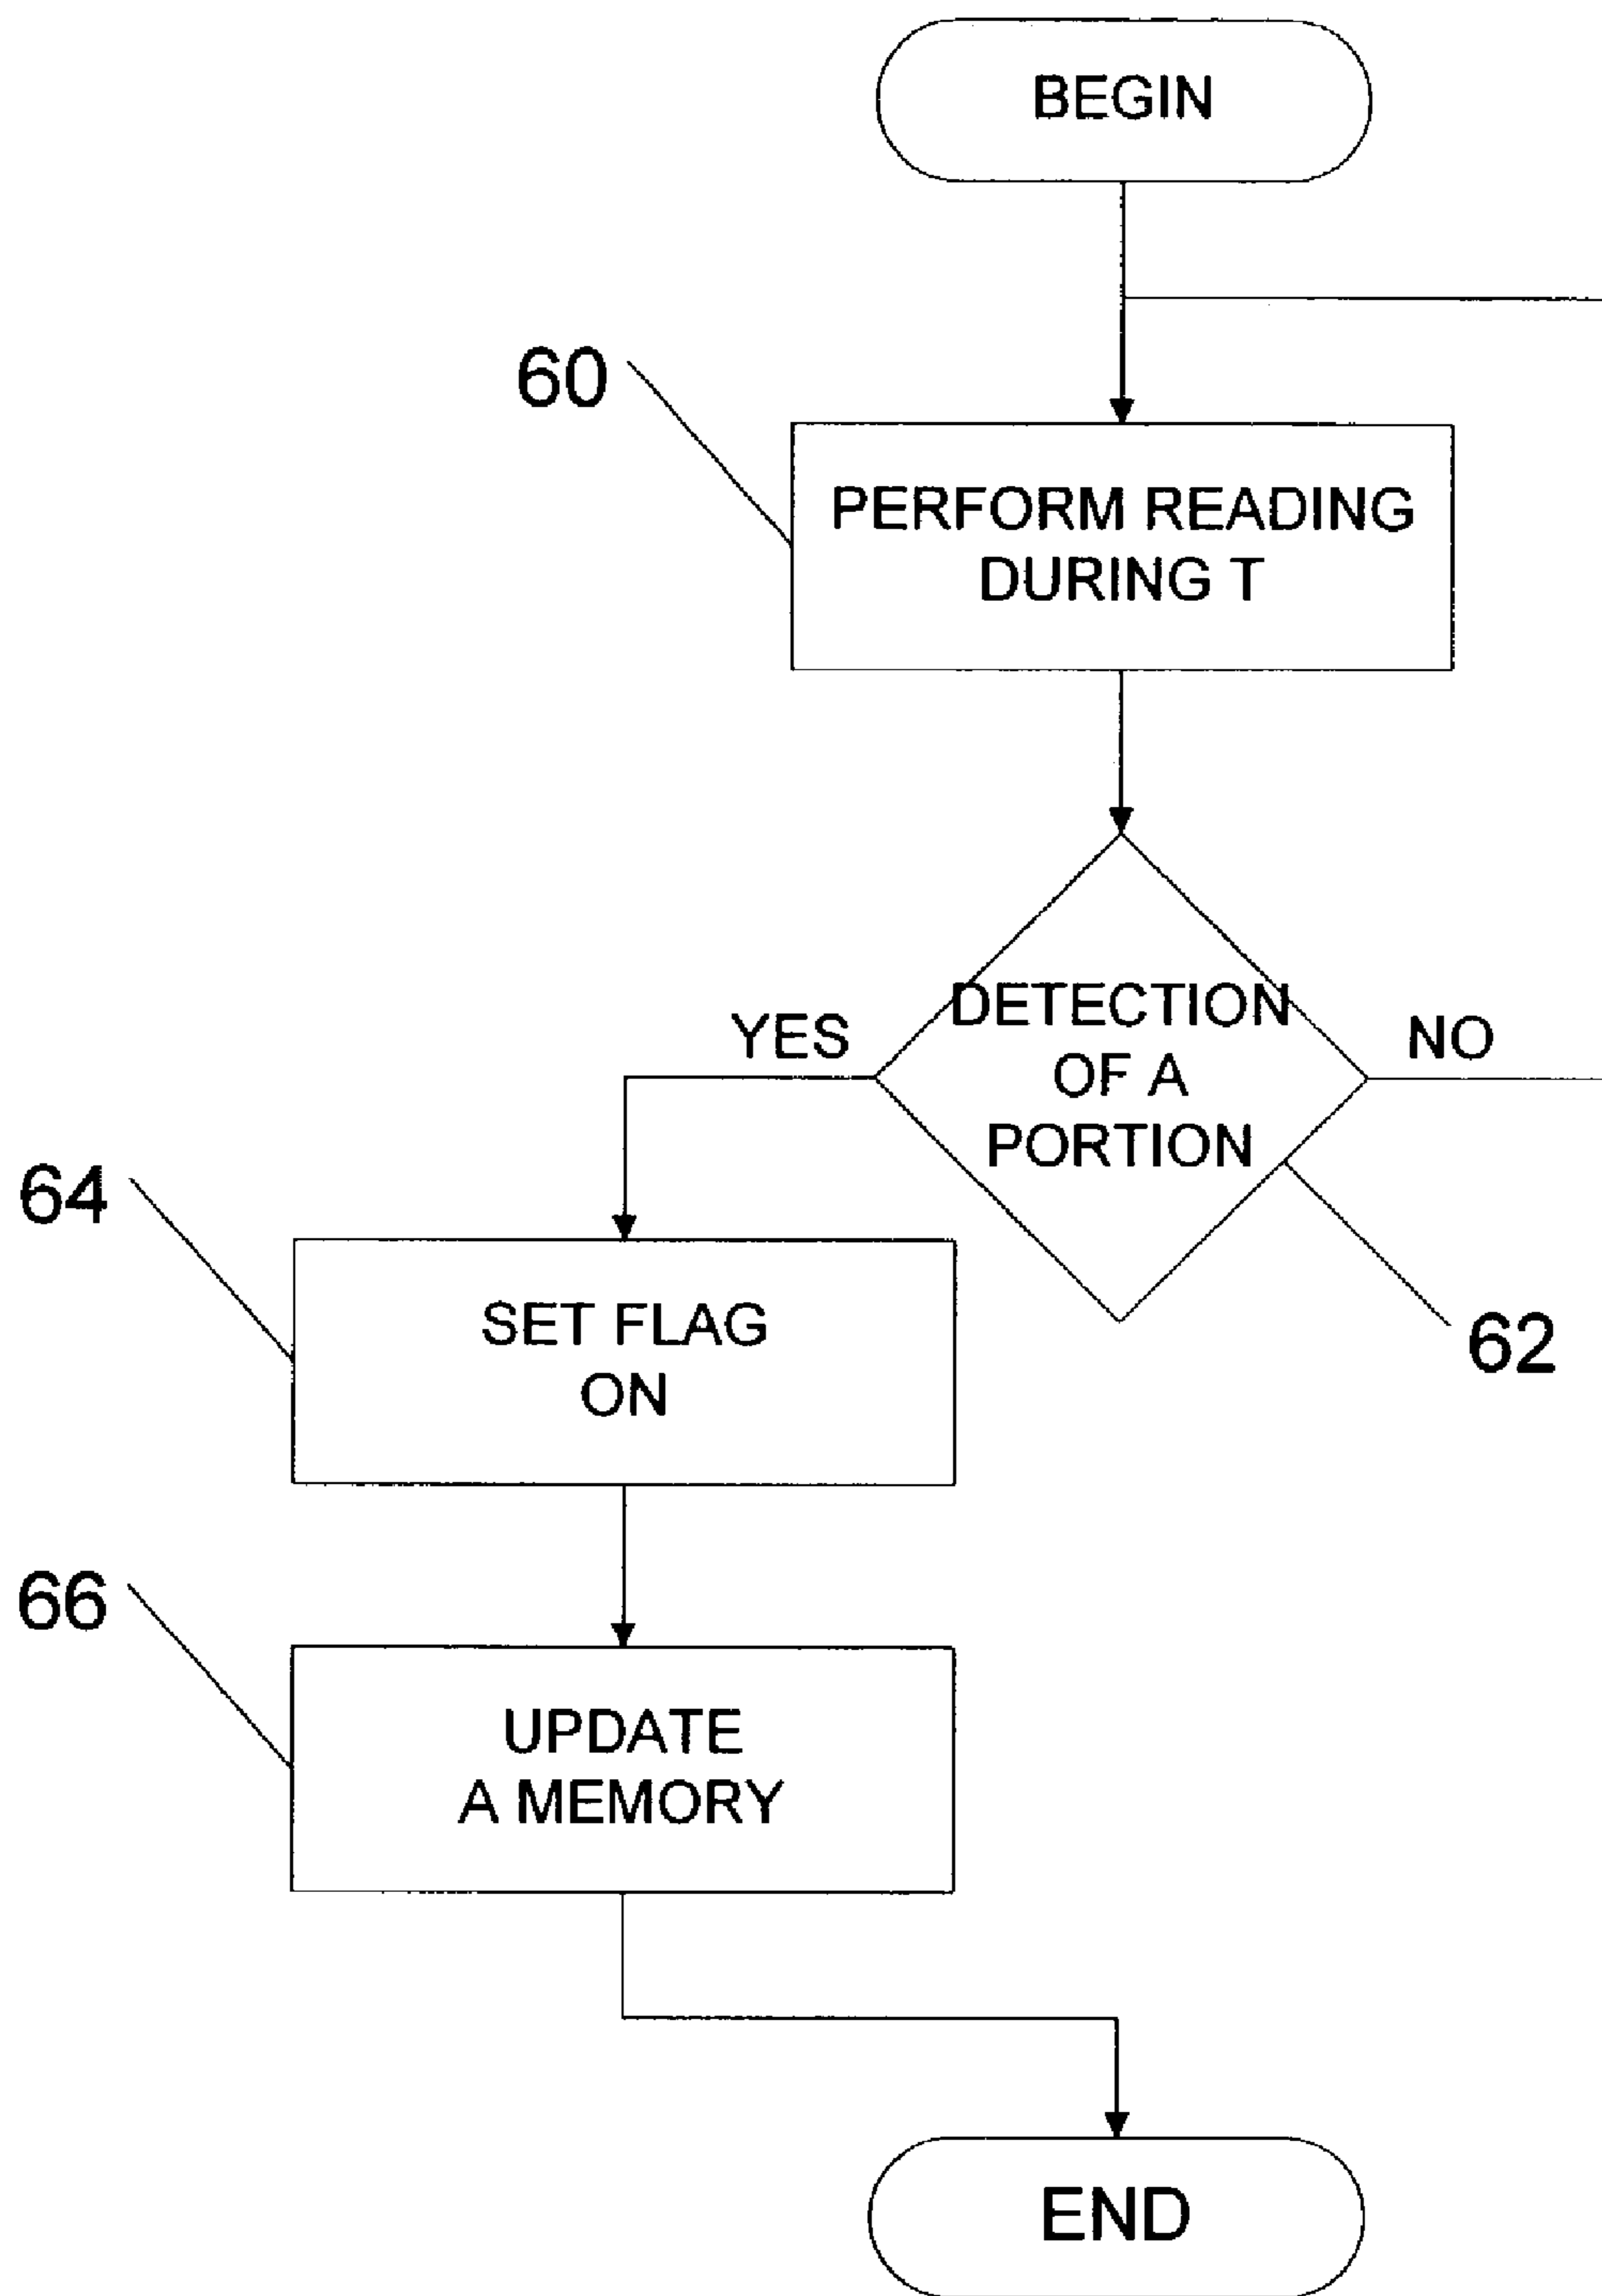 BEGIN
60
PERFORM READING
DURING T
DETECTION
OF A
PORTION
YES
NO
62
64
SET FLAG
ON
66
UPDATE
A MEMORY
END